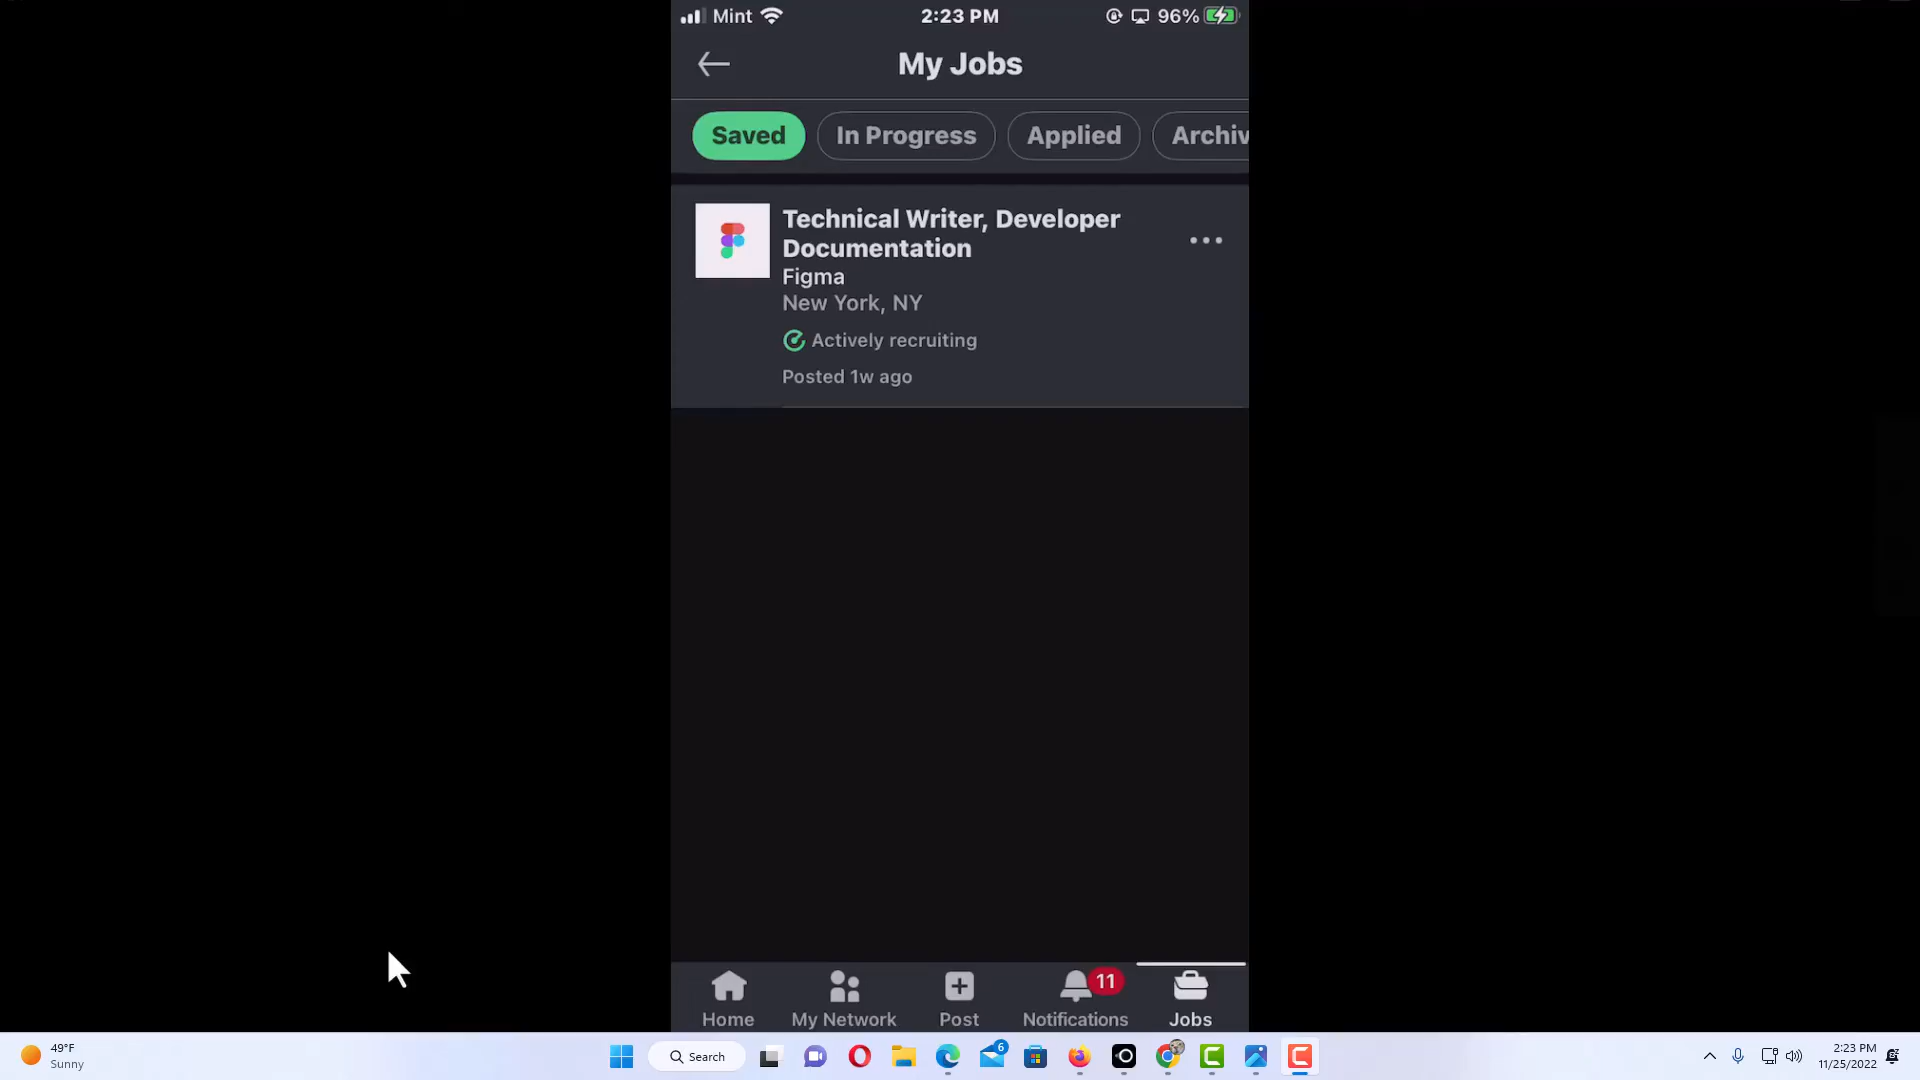 Mint 2:23 PM 96%
My Jobs
Saved In Progress Applied Archiv
Technical Writer, Developer
Documentation
Figma
New York, NY
Actively recruiting
Posted 1w ago
11
Home My Network Post Notifications Jobs
49°F
Sunny
Search
6
2:23 PM
11/25/2022